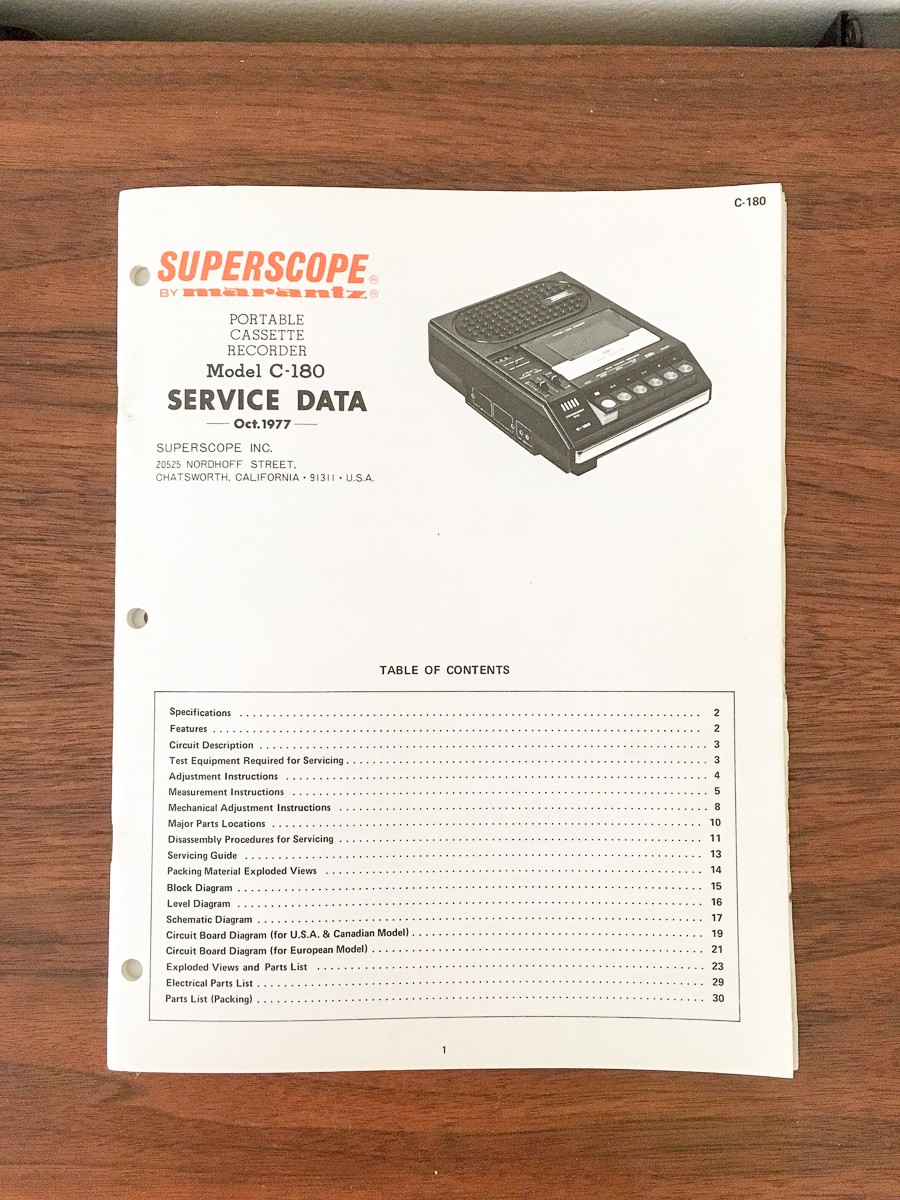 C-180
SUPERSCOPE®
BY marantz®
PORTABLE
CASSETTE
RECORDER
Model C-180
SERVICE DATA
Oct.1977
SUPERSCOPE INC.
20525 NORDHOFF STREET,
CHATSWORTH, CALIFORNIA • 91311 • U.S.A.
C-180
TABLE OF CONTENTS
Specifications 2
Features 2
Circuit Description 3
Test Equipment Required for Servicing 3
Adjustment Instructions 4
Measurement Instructions 5
Mechanical Adjustment Instructions 8
Major Parts Locations 10
Disassembly Procedures for Servicing 11
Servicing Guide 13
Packing Material Exploded Views 14
Block Diagram 15
Level Diagram 16
Schematic Diagram 17
Circuit Board Diagram (for U.S.A. & Canadian Model) 19
Circuit Board Diagram (for European Model) 21
Exploded Views and Parts List 23
Electrical Parts List 29
Parts List (Packing) 30
1